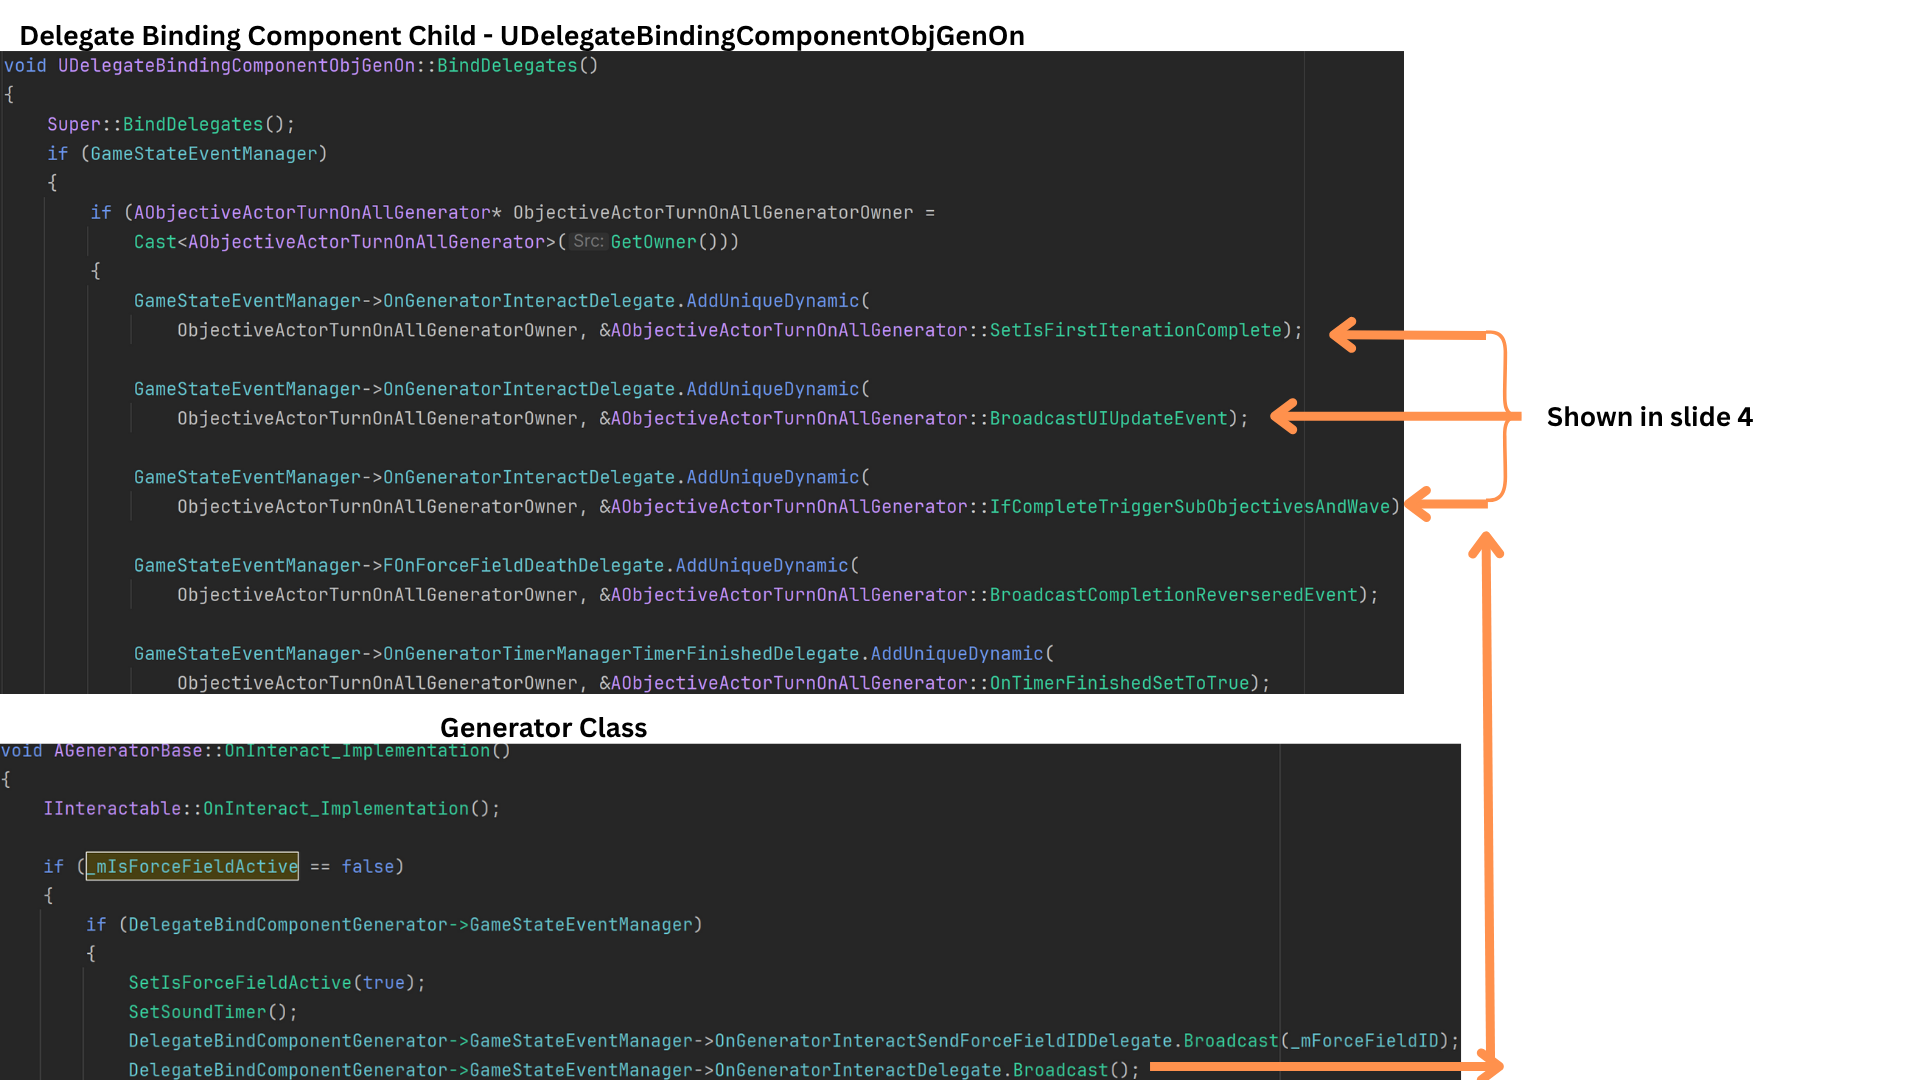 Delegate Binding Component Child - UDelegateBindingComponentObjGenOn
void UDelegateBindingComponentObjGenOn::BindDelegates()
{
Super::BindDelegates();
if (GameStateEventManager)
{
if (AObjectiveActorTurnOnAllGenerator* ObjectiveActorTurnOnAllGeneratorOwner =
Cast<AObjectiveActorTurnOnAllGenerator>( Src: GetOwner()))
{
GameStateEventManager->OnGeneratorInteractDelegate.AddUniqueDynamic(
ObjectiveActorTurnOnAllGeneratorOwner, &AObjectiveActorTurnOnAllGenerator::SetIsFirstIterationComplete);
GameStateEventManager->OnGeneratorInteractDelegate.AddUniqueDynamic(
ObjectiveActorTurnOnAllGeneratorOwner, &AObjectiveActorTurnOnAllGenerator::BroadcastUIUpdateEvent);
Shown in slide 4
GameStateEventManager->OnGeneratorInteractDelegate.AddUniqueDynamic(
ObjectiveActorTurnOnAllGeneratorOwner, &AObjectiveActorTurnOnAllGenerator::IfCompleteTriggerSubObjectivesAndWave)
GameStateEventManager->FOnForceFieldDeathDelegate.AddUniqueDynamic(
ObjectiveActorTurnOnAllGeneratorOwner, &AObjectiveActorTurnOnAllGenerator::BroadcastCompletionReverseredEvent);
GameStateEventManager->OnGeneratorTimerManagerTimerFinishedDelegate.AddUniqueDynamic(
ObjectiveActorTurnOnAllGeneratorOwner, &AObjectiveActorTurnOnAllGenerator::OnTimerFinishedSetToTrue);
Generator Class
void AGeneratorBase::OnInteract_Implementation()
{
IInteractable::OnInteract_Implementation();
if (_mIsForceFieldActive == false)
{
if (DelegateBindComponentGenerator->GameStateEventManager)
{
SetIsForceFieldActive(true);
SetSoundTimer();
DelegateBindComponentGenerator->GameStateEventManager->OnGeneratorInteractSendForceFieldIDDelegate.Broadcast(_mForceFieldID);
DelegateBindComponentGenerator->GameStateEventManager->OnGeneratorInteractDelegate.Broadcast();